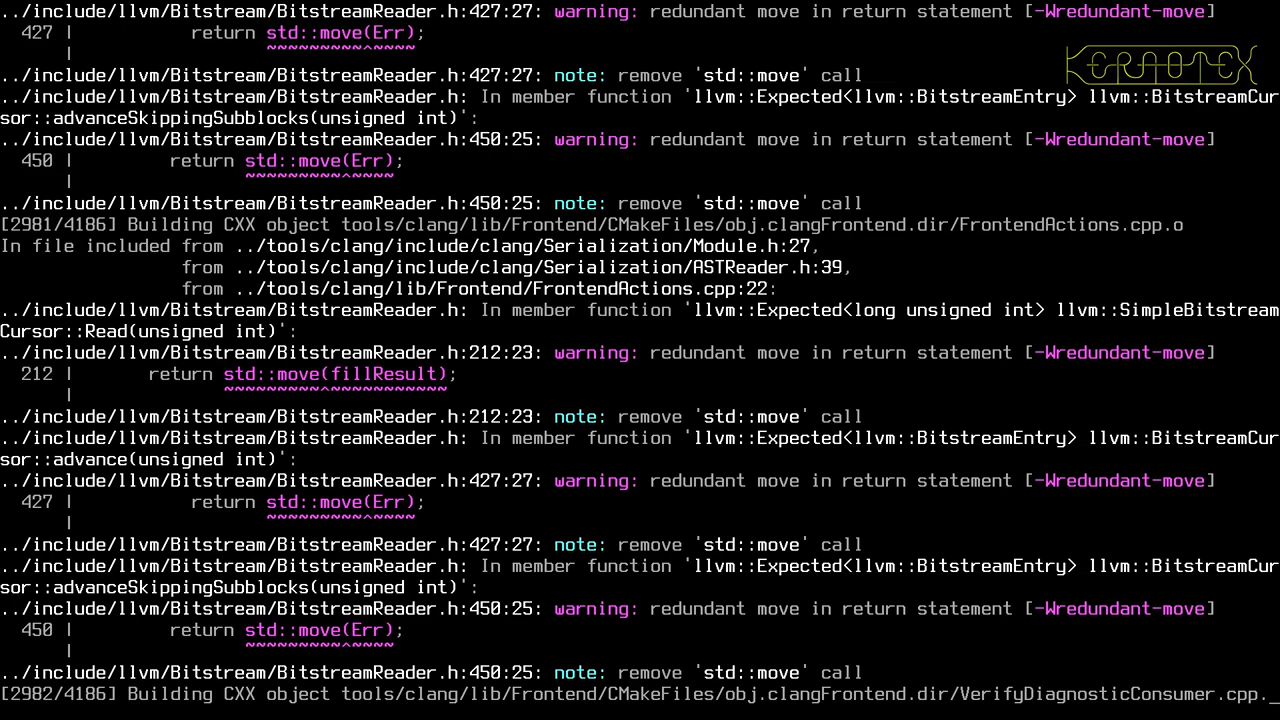 ../include/llvm/Bitstream/BitstreamReader.h:427:27: warning: redundant move in return statement [-Wredundant-move]
  427 |           return std::move(Err);
      |                  ~~~~~~~~~^~~~~
KERAOTEX
../include/llvm/Bitstream/BitstreamReader.h:427:27: note: remove 'std::move' call
../include/llvm/Bitstream/BitstreamReader.h: In member function 'llvm::Expected<llvm::BitstreamEntry> llvm::BitstreamCur
sor::advanceSkippingSubblocks(unsigned int)':
../include/llvm/Bitstream/BitstreamReader.h:450:25: warning: redundant move in return statement [-Wredundant-move]
  450 |         return std::move(Err);
      |                ~~~~~~~~~^~~~
../include/llvm/Bitstream/BitstreamReader.h:450:25: note: remove 'std::move' call
[2981/4186] Building CXX object tools/clang/lib/Frontend/CMakeFiles/obj.clangFrontend.dir/FrontendActions.cpp.o
In file included from ../tools/clang/include/clang/Serialization/Module.h:27,
                 from ../tools/clang/include/clang/Serialization/ASTReader.h:39,
                 from ../tools/clang/lib/Frontend/FrontendActions.cpp:22:
../include/llvm/Bitstream/BitstreamReader.h: In member function 'llvm::Expected<long unsigned int> llvm::SimpleBitstream
Cursor::Read(unsigned int)':
../include/llvm/Bitstream/BitstreamReader.h:212:23: warning: redundant move in return statement [-Wredundant-move]
  212 |       return std::move(fillResult);
      |              ~~~~~~~~~^~~~~~~~~~~
../include/llvm/Bitstream/BitstreamReader.h:212:23: note: remove 'std::move' call
../include/llvm/Bitstream/BitstreamReader.h: In member function 'llvm::Expected<llvm::BitstreamEntry> llvm::BitstreamCur
sor::advance(unsigned int)':
../include/llvm/Bitstream/BitstreamReader.h:427:27: warning: redundant move in return statement [-Wredundant-move]
  427 |           return std::move(Err);
      |                  ~~~~~~~~~^~~~
../include/llvm/Bitstream/BitstreamReader.h:427:27: note: remove 'std::move' call
../include/llvm/Bitstream/BitstreamReader.h: In member function 'llvm::Expected<llvm::BitstreamEntry> llvm::BitstreamCur
sor::advanceSkippingSubblocks(unsigned int)':
../include/llvm/Bitstream/BitstreamReader.h:450:25: warning: redundant move in return statement [-Wredundant-move]
  450 |         return std::move(Err);
      |                ~~~~~~~~~^~~~
../include/llvm/Bitstream/BitstreamReader.h:450:25: note: remove 'std::move' call
[2982/4186] Building CXX object tools/clang/lib/Frontend/CMakeFiles/obj.clangFrontend.dir/VerifyDiagnosticConsumer.cpp._